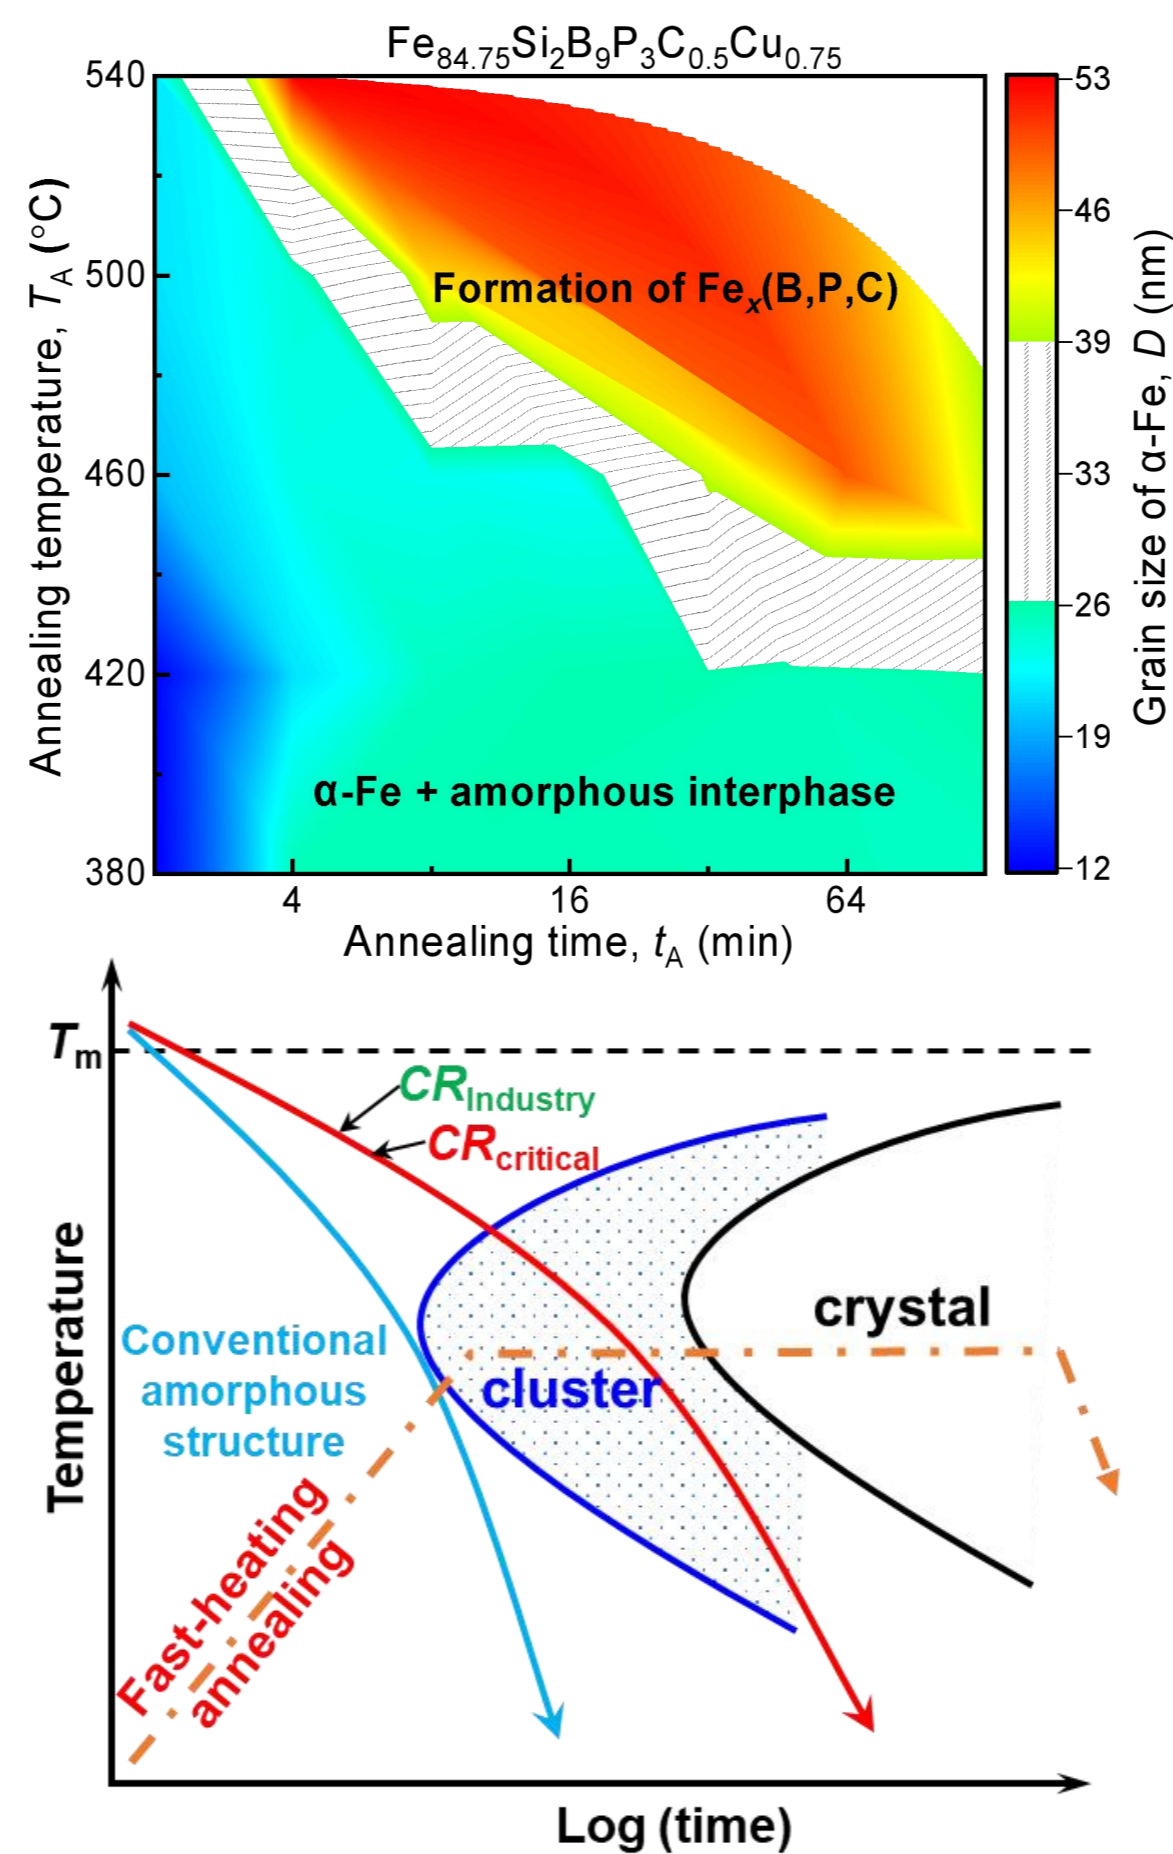 Fe84.75Si2B9P3C0.5Cu0.75
540
500
460
420
380
Annealing temperature, TA (°C)
Formation of Fex(B,P,C)
α-Fe + amorphous interphase
4
16
64
Annealing time, tA (min)
53
46
39
33
26
19
12
Grain size of α-Fe, D (nm)
Tm
CRIndustry
CRcritical
Temperature
Conventional
amorphous
structure
crystal
cluster
Fast-heating
annealing
Log (time)